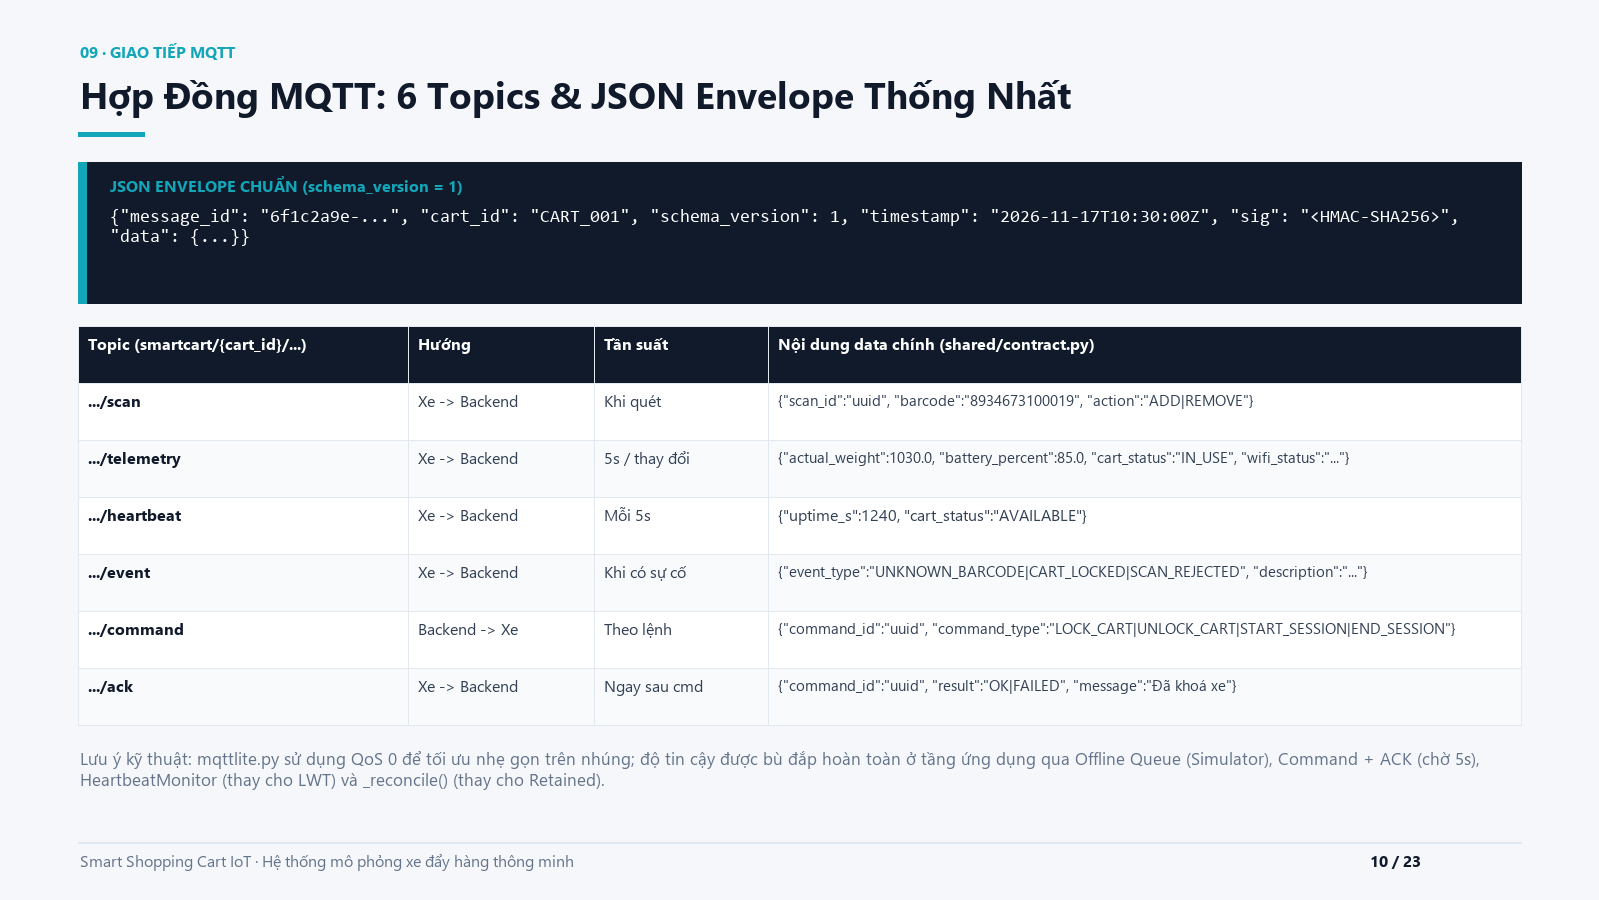 09 · GIAO TIẾP MQTT
Hợp Đồng MQTT: 6 Topics & JSON Envelope Thống Nhất
JSON ENVELOPE CHUẨN (schema_version = 1)
{"message_id": "6f1c2a9e-...", "cart_id": "CART_001", "schema_version": 1, "timestamp": "2026-11-17T10:30:00Z", "sig": "<HMAC-SHA256>",
"data": {...}}
Topic (smartcart/{cart_id}/...) Hướng Tần suất Nội dung data chính (shared/contract.py)
.../scan Xe -> Backend Khi quét {"scan_id":"uuid", "barcode":"8934673100019", "action":"ADD|REMOVE"}
.../telemetry Xe -> Backend 5s / thay đổi {"actual_weight":1030.0, "battery_percent":85.0, "cart_status":"IN_USE", "wifi_status":"..."}
.../heartbeat Xe -> Backend Mỗi 5s {"uptime_s":1240, "cart_status":"AVAILABLE"}
.../event Xe -> Backend Khi có sự cố {"event_type":"UNKNOWN_BARCODE|CART_LOCKED|SCAN_REJECTED", "description":"..."}
.../command Backend -> Xe Theo lệnh {"command_id":"uuid", "command_type":"LOCK_CART|UNLOCK_CART|START_SESSION|END_SESSION"}
.../ack Xe -> Backend Ngay sau cmd {"command_id":"uuid", "result":"OK|FAILED", "message":"Đã khoá xe"}
Lưu ý kỹ thuật: mqttlite.py sử dụng QoS 0 để tối ưu nhẹ gọn trên nhúng; độ tin cậy được bù đắp hoàn toàn ở tầng ứng dụng qua Offline Queue (Simulator), Command + ACK (chờ 5s),
HeartbeatMonitor (thay cho LWT) và _reconcile() (thay cho Retained).
Smart Shopping Cart IoT · Hệ thống mô phỏng xe đẩy hàng thông minh 10 / 23